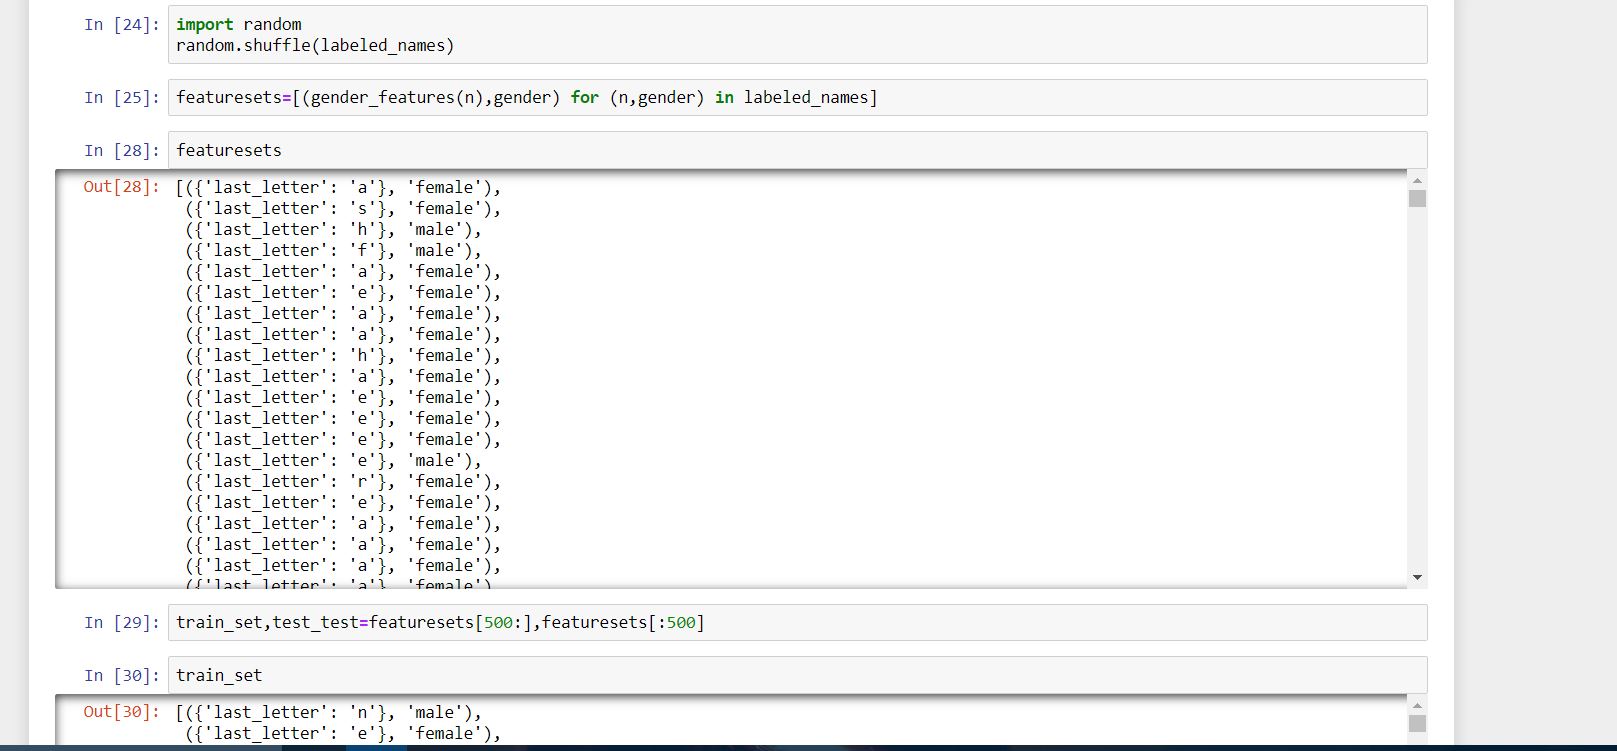 In [24]: import random
random.shuffle(labeled_names)
In [25]: featuresets=[(gender_features(n),gender) for (n,gender) in labeled_names]
In [28]: featuresets
Out[28]: [({'last_letter': 'a'}, 'female'),
({'last_letter': 's'}, 'female'),
({'last_letter': 'h'}, 'male'),
({'last_letter': 'f'}, 'male'),
({'last_letter': 'a'}, 'female'),
({'last_letter': 'e'}, 'female'),
({'last_letter': 'a'}, 'female'),
({'last_letter': 'a'}, 'female'),
({'last_letter': 'h'}, 'female'),
({'last_letter': 'a'}, 'female'),
({'last_letter': 'e'}, 'female'),
({'last_letter': 'e'}, 'female'),
({'last_letter': 'e'}, 'female'),
({'last_letter': 'e'}, 'male'),
({'last_letter': 'r'}, 'female'),
({'last_letter': 'e'}, 'female'),
({'last_letter': 'a'}, 'female'),
({'last_letter': 'a'}, 'female'),
({'last_letter': 'a'}, 'female'),
({'last_letter': 'a'}, 'female')
In [29]: train_set,test_test=featuresets[500:],featuresets[:500]
In [30]: train_set
Out[30]: [({'last_letter': 'n'}, 'male'),
({'last_letter': 'e'}, 'female'),